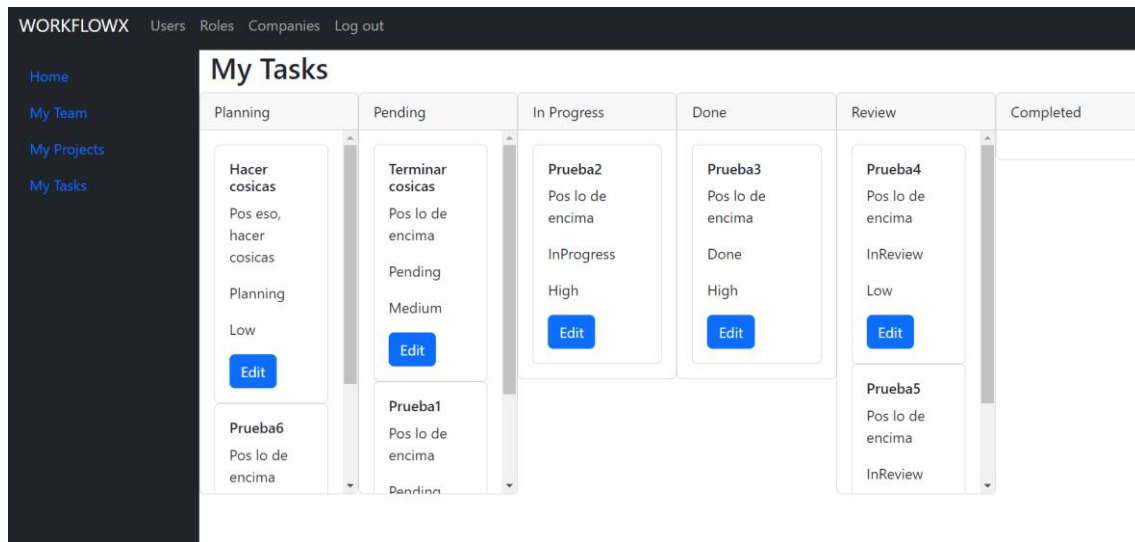 WORKFLOWX Users Roles Companies Log out
Home
My Team
My Projects
My Tasks
My Tasks
Planning
Hacer
cosicas
Pos eso,
hacer
cosicas
Planning
Low
Edit
Prueba6
Pos lo de
encima
Pending
Terminar
cosicas
Pos lo de
encima
Pending
Medium
Edit
Prueba1
Pos lo de
encima
Pending
In Progress
Prueba2
Pos lo de
encima
InProgress
High
Edit
Done
Prueba3
Pos lo de
encima
Done
High
Edit
Review
Prueba4
Pos lo de
encima
InReview
Low
Edit
Prueba5
Pos lo de
encima
InReview
Completed